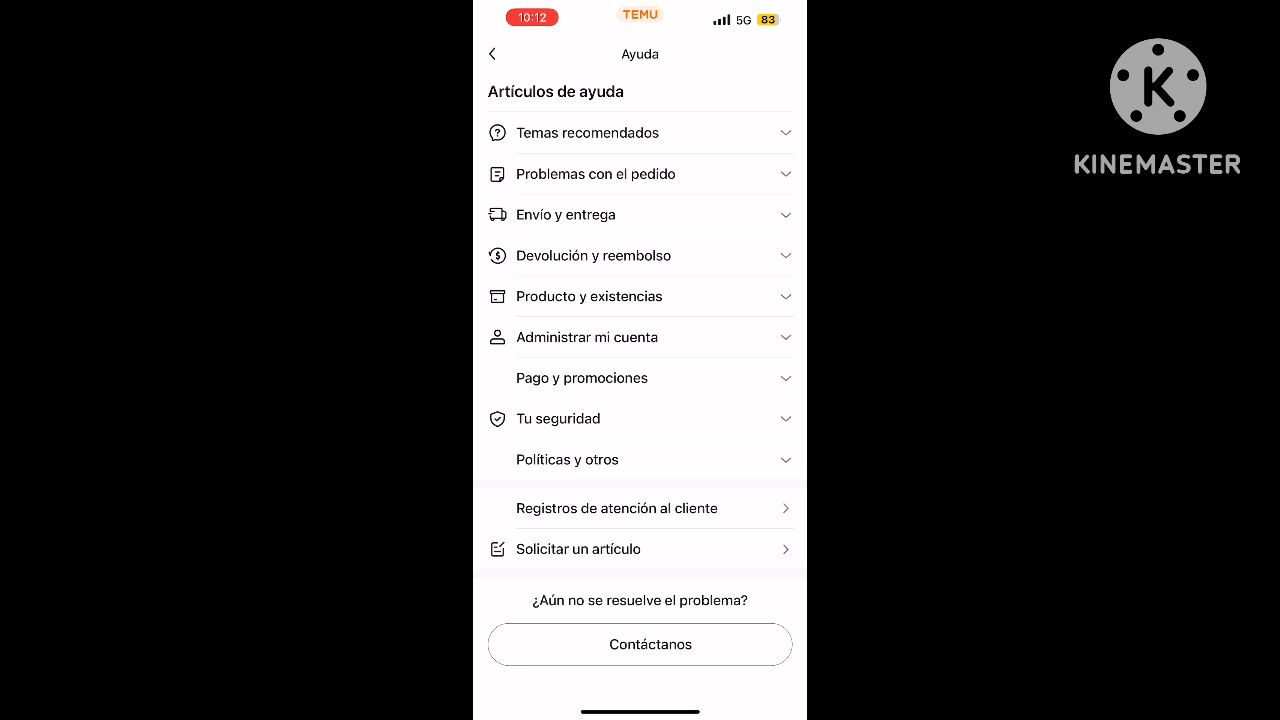 10:12
TEMU
5G
83
Ayuda
Artículos de ayuda
Temas recomendados
Problemas con el pedido
Envío y entrega
Devolución y reembolso
Producto y existencias
Administrar mi cuenta
Pago y promociones
Tu seguridad
Políticas y otros
Registros de atención al cliente
Solicitar un artículo
¿Aún no se resuelve el problema?
Contáctanos
K
KINEMASTER